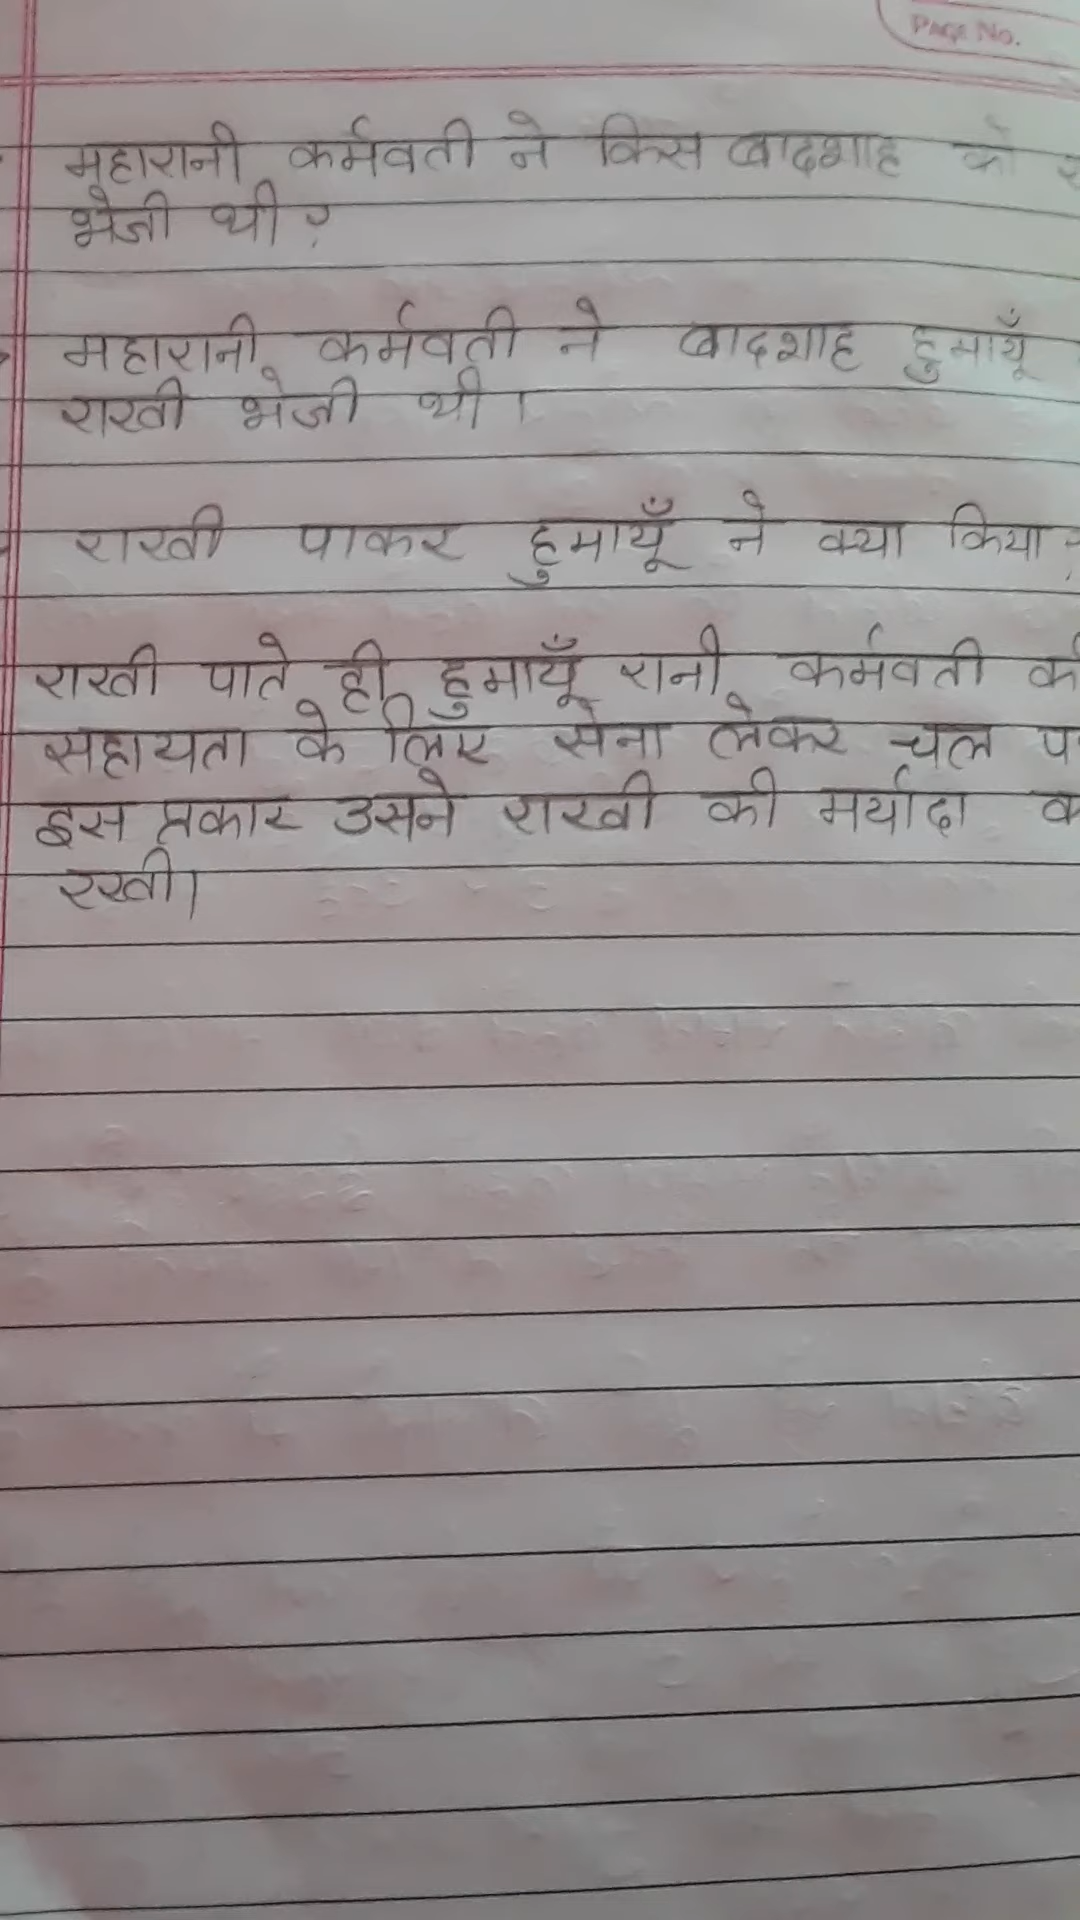 PAGE No.
महारानी कर्मवती ने किस बादशाह को
भेजी थी?
महारानी कर्मवती ने बादशाह हुमायूँ
राखी भेजी थी।
राखी पाकर हुमायूँ ने क्या किया?
राखी पाते ही हुमायूँ रानी कर्मवती की
सहायता के लिए सेना लेकर चल
इस प्रकार उसने राखी की मर्यादा
रखी।